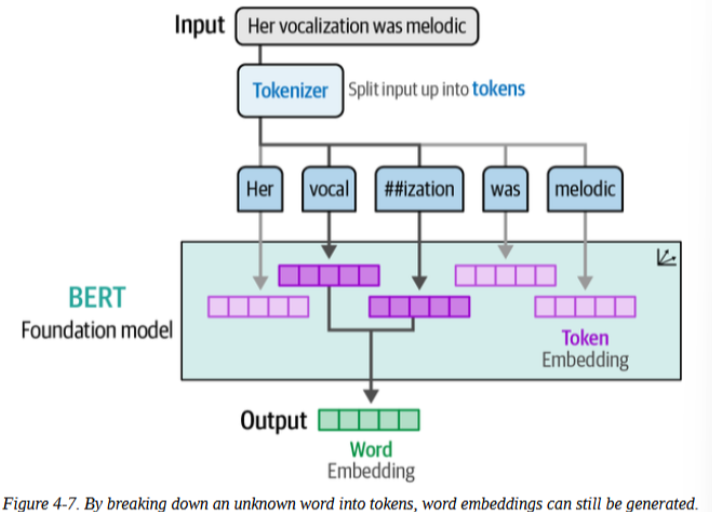 Input Her vocalization was melodic
Tokenizer Split input up into tokens
Her vocal ##ization was melodic
BERT
Foundation model
Token
Embedding
Output
Word
Embedding
Figure 4-7. By breaking down an unknown word into tokens, word embeddings can still be generated.